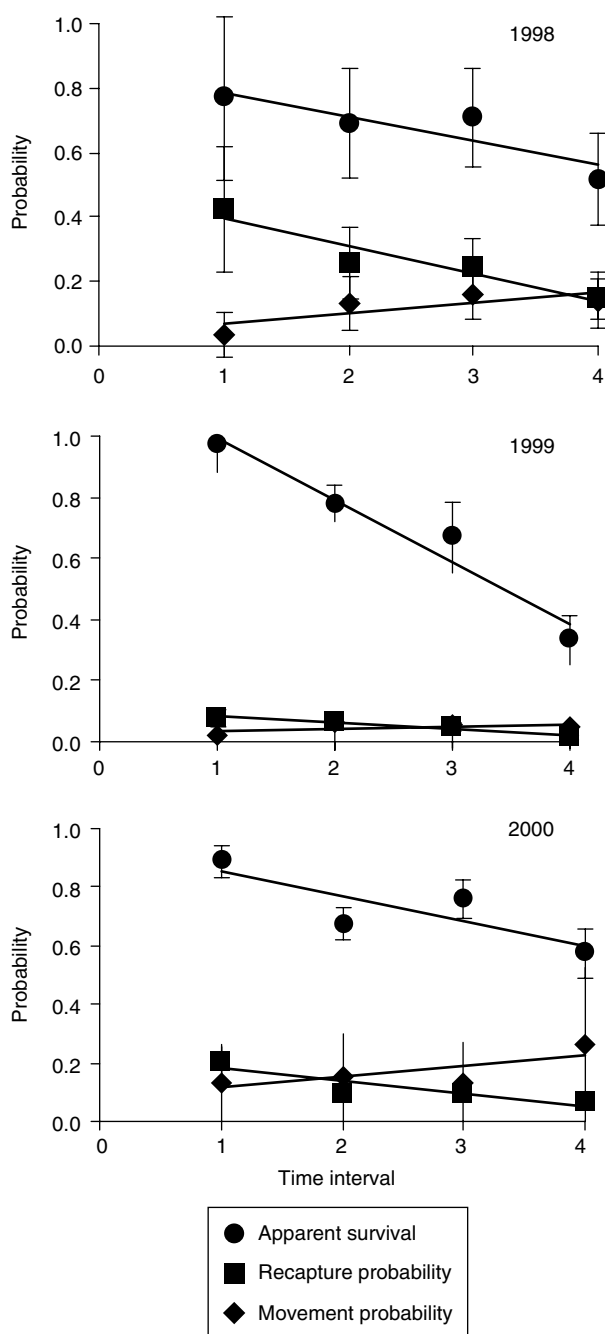 1998
1.0
0.8
0.6
0.4
0.2
0.0
Probability
0 1 2 3 4
1999
1.0
0.8
0.6
0.4
0.2
0.0
Probability
0 1 2 3 4
2000
1.0
0.8
0.6
0.4
0.2
0.0
Probability
0 1 2 3 4
Time interval
Apparent survival
Recapture probability
Movement probability